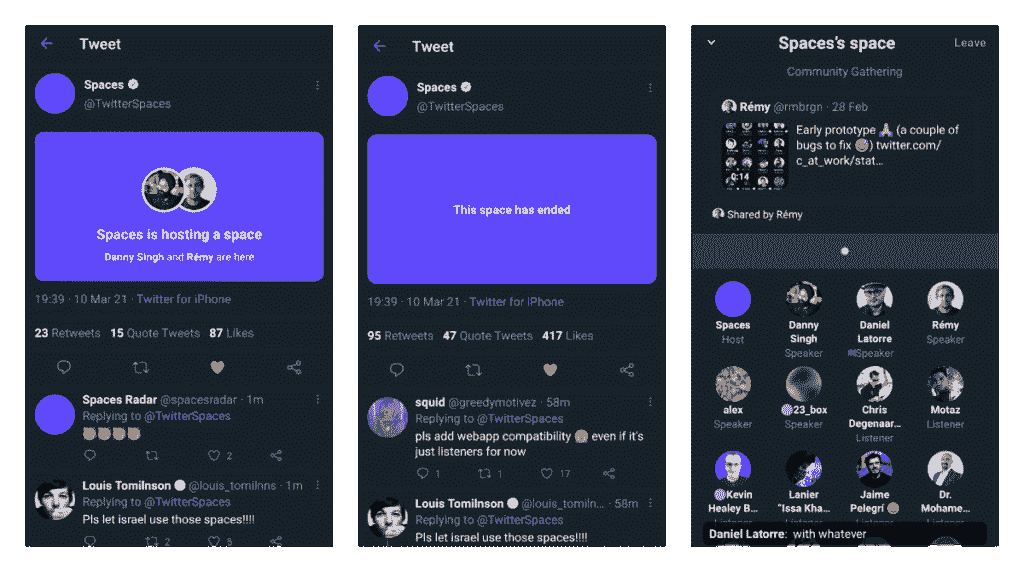 Tweet
Spaces
@TwitterSpaces
Spaces is hosting a space
Danny Singh and Rémy are here
19:39 · 10 Mar 21 · Twitter for iPhone
23 Retweets 15 Quote Tweets 87 Likes
Spaces Radar @spacesradar · 1m
Replying to @TwitterSpaces
2
Louis Tomilnson @louis_tomilnns · 1m
Replying to @TwitterSpaces
Pls let israel use those spaces!!!!
2 3
Tweet
Spaces
@TwitterSpaces
This space has ended
19:39 · 10 Mar 21 · Twitter for iPhone
95 Retweets 47 Quote Tweets 417 Likes
squid @greedymotivez · 58m
Replying to @TwitterSpaces
pls add webapp compatibility even if it's
just listeners for now
1 1 17
Louis Tomilnson @louis_tomiln... · 58m
Replying to @TwitterSpaces
Pls let israel use those spaces!!!!
Spaces's space Leave
Community Gathering
Rémy @rmbrgn · 28 Feb
Early prototype (a couple of
bugs to fix ) twitter.com/
c_at_work/stat...
0:14
Shared by Rémy
Spaces
Host
Danny
Singh
Speaker
Daniel
Latorre
Speaker
Rémy
Speaker
alex
Speaker
23_box
Speaker
Chris
Degenaar...
Listener
Motaz
Listener
Kevin
Healey B...
Lanier
"Issa Kha...
Jaime
Pelegrí
Dr.
Mohame...
Daniel Latorre: with whatever